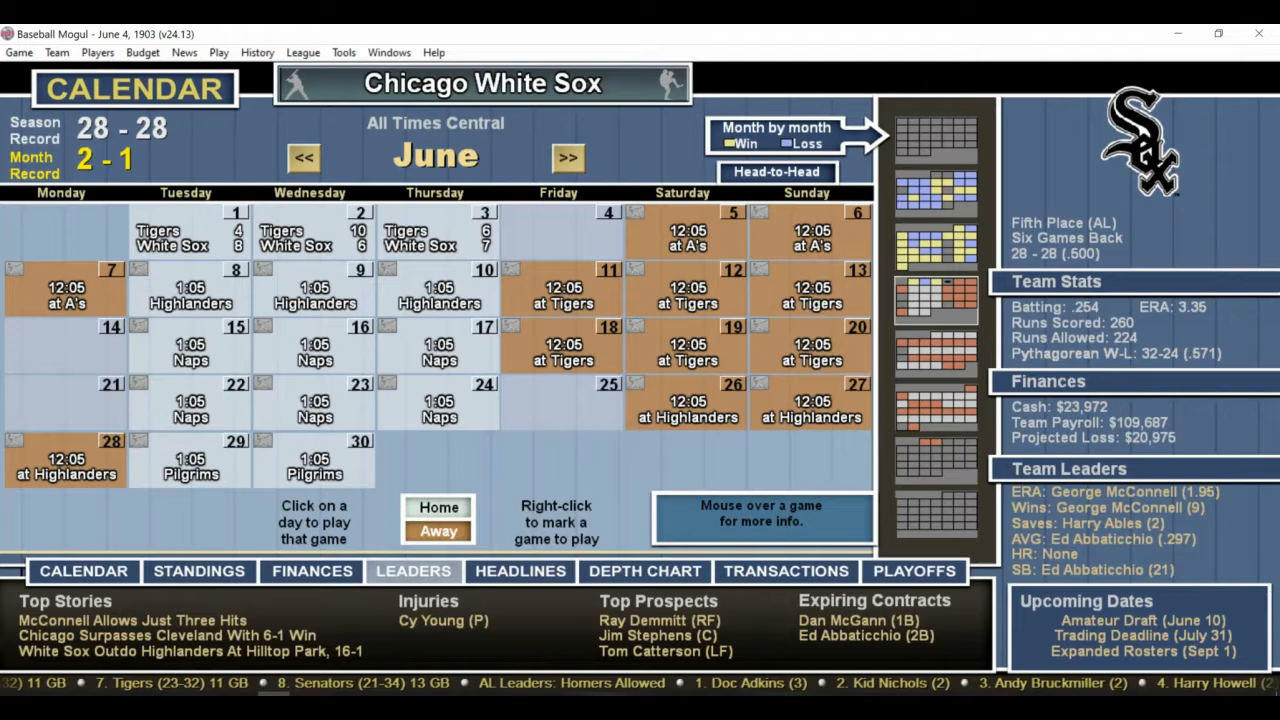 Baseball Mogul - June 4, 1903 (v24.13)
Game Team Players Budget News Play History League Tools Windows Help
CALENDAR
Chicago White Sox
Season Record 28 - 28
Month Record 2 - 1
All Times Central
<< June >>
Month by month
Win Loss
Head-to-Head
Monday Tuesday Wednesday Thursday Friday Saturday Sunday
1 2 3 4 5 6
Tigers 4 Tigers 10 Tigers 6 12:05 12:05
White Sox 8 White Sox 6 White Sox 7 at A's at A's
7 8 9 10 11 12 13
12:05 1:05 1:05 1:05 12:05 12:05 12:05
at A's Highlanders Highlanders Highlanders at Tigers at Tigers at Tigers
14 15 16 17 18 19 20
1:05 1:05 1:05 12:05 12:05 12:05
Naps Naps Naps at Tigers at Tigers at Tigers
21 22 23 24 25 26 27
1:05 1:05 1:05 12:05 12:05
Naps Naps Naps at Highlanders at Highlanders
28 29 30
12:05 1:05 1:05
at Highlanders Pilgrims Pilgrims
Click on a
day to play
that game
Home
Away
Right-click
to mark a
game to play
Mouse over a game
for more info.
Sox
Fifth Place (AL)
Six Games Back
28 - 28 (.500)
Team Stats
Batting: .254 ERA: 3.35
Runs Scored: 260
Runs Allowed: 224
Pythagorean W-L: 32-24 (.571)
Finances
Cash: $23,972
Team Payroll: $109,687
Projected Loss: $20,975
Team Leaders
ERA: George McConnell (1.95)
Wins: George McConnell (9)
Saves: Harry Ables (2)
AVG: Ed Abbaticchio (.297)
HR: None
SB: Ed Abbaticchio (21)
CALENDAR STANDINGS FINANCES LEADERS HEADLINES DEPTH CHART TRANSACTIONS PLAYOFFS
Top Stories
McConnell Allows Just Three Hits
Chicago Surpasses Cleveland With 6-1 Win
White Sox Outdo Highlanders At Hilltop Park, 16-1
Injuries
Cy Young (P)
Top Prospects
Ray Demmitt (RF)
Jim Stephens (C)
Tom Catterson (LF)
Expiring Contracts
Dan McGann (1B)
Ed Abbaticchio (2B)
Upcoming Dates
Amateur Draft (June 10)
Trading Deadline (July 31)
Expanded Rosters (Sept 1)
32) 11 GB • 7. Tigers (23-32) 11 GB • 8. Senators (21-34) 13 GB • AL Leaders: Homers Allowed • 1. Doc Adkins (3) • 2. Kid Nichols (2) • 3. Andy Bruckmiller (2) • 4. Harry Howell (2